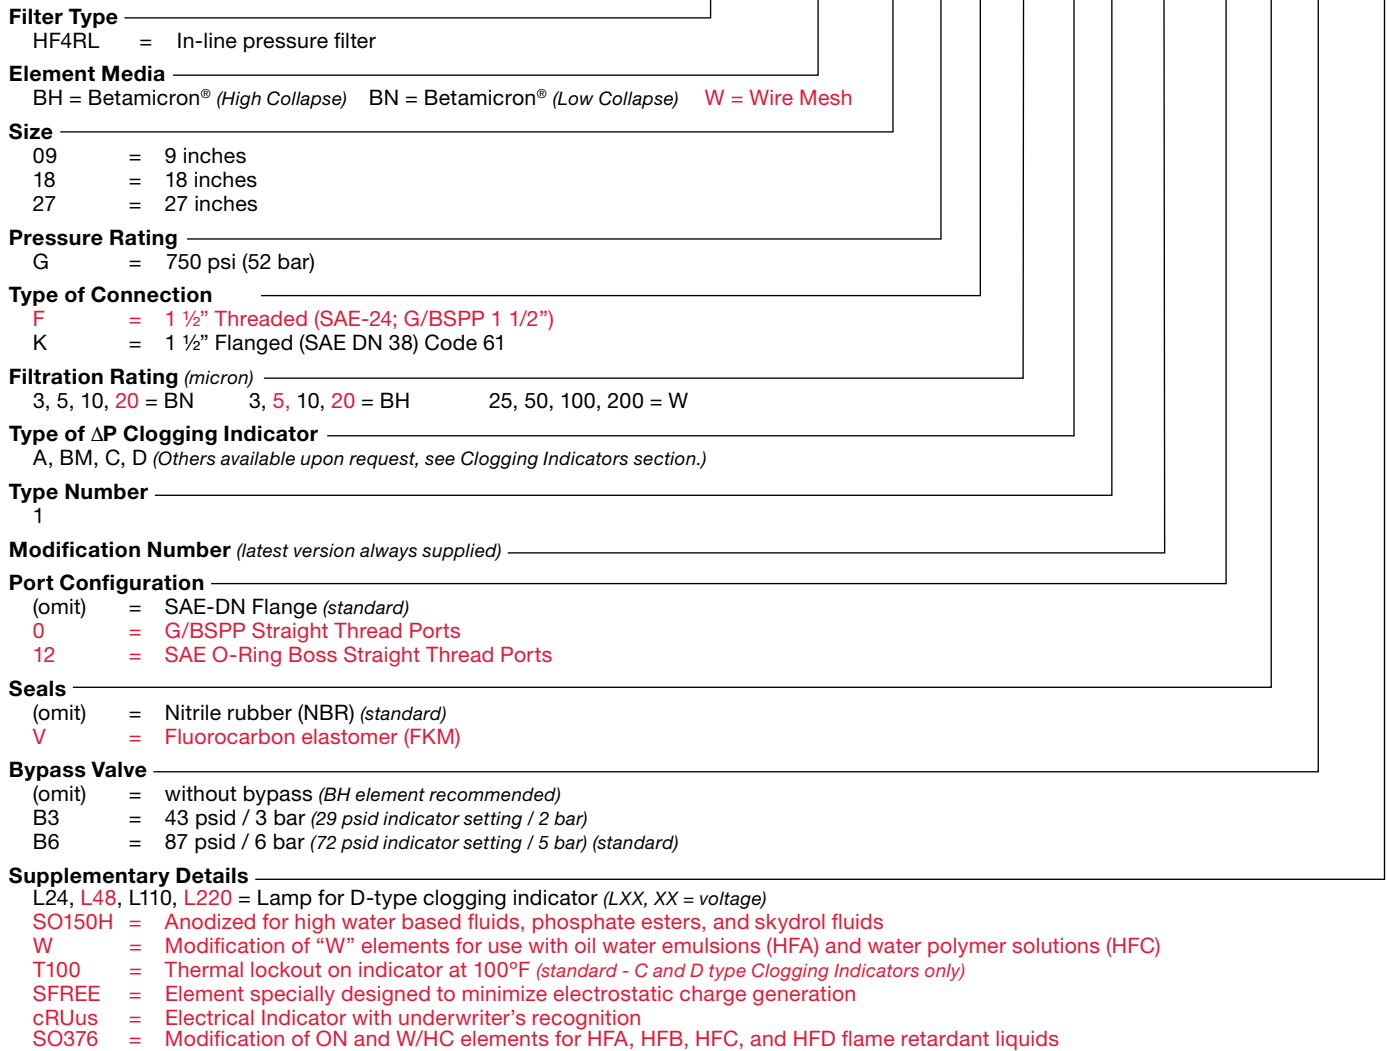 Filter Type
HF4RL = In-line pressure filter
Element Media
BH = Betamicron® (High Collapse) BN = Betamicron® (Low Collapse) W = Wire Mesh
Size
09 = 9 inches
18 = 18 inches
27 = 27 inches
Pressure Rating
G = 750 psi (52 bar)
Type of Connection
F = 1 ½” Threaded (SAE-24; G/BSPP 1 1/2”)
K = 1 ½” Flanged (SAE DN 38) Code 61
Filtration Rating (micron)
3, 5, 10, 20 = BN 3, 5, 10, 20 = BH 25, 50, 100, 200 = W
Type of ∆P Clogging Indicator
A, BM, C, D (Others available upon request, see Clogging Indicators section.)
Type Number
1
Modification Number (latest version always supplied)
Port Configuration
(omit) = SAE-DN Flange (standard)
0 = G/BSPP Straight Thread Ports
12 = SAE O-Ring Boss Straight Thread Ports
Seals
(omit) = Nitrile rubber (NBR) (standard)
V = Fluorocarbon elastomer (FKM)
Bypass Valve
(omit) = without bypass (BH element recommended)
B3 = 43 psid / 3 bar (29 psid indicator setting / 2 bar)
B6 = 87 psid / 6 bar (72 psid indicator setting / 5 bar) (standard)
Supplementary Details
L24, L48, L110, L220 = Lamp for D-type clogging indicator (LXX, XX = voltage)
SO150H = Anodized for high water based fluids, phosphate esters, and skydrol fluids
W = Modification of “W” elements for use with oil water emulsions (HFA) and water polymer solutions (HFC)
T100 = Thermal lockout on indicator at 100ºF (standard - C and D type Clogging Indicators only)
SFREE = Element specially designed to minimize electrostatic charge generation
cRUus = Electrical Indicator with underwriter’s recognition
SO376 = Modification of ON and W/HC elements for HFA, HFB, HFC, and HFD flame retardant liquids